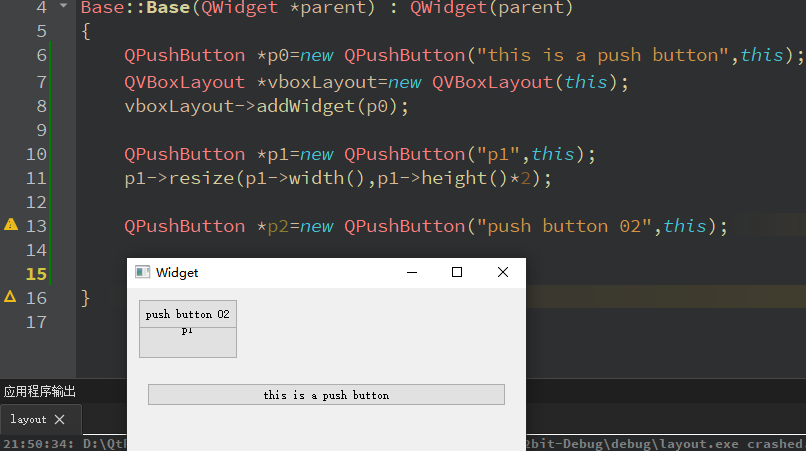 4 Base::Base(QWidget *parent) : QWidget(parent)
5 {
6 QPushButton *p0=new QPushButton("this is a push button",this);
7 QVBoxLayout *vboxLayout=new QVBoxLayout(this);
8 vboxLayout->addWidget(p0);
9
10 QPushButton *p1=new QPushButton("p1",this);
11 p1->resize(p1->width(),p1->height()*2);
12
13 QPushButton *p2=new QPushButton("push button 02",this);
14
15
16 }
17
Widget
push button 02
p1
this is a push button
应用程序输出
layout
21:50:34: D:\Qt 2bit-Debug\debug\layout.exe crashed